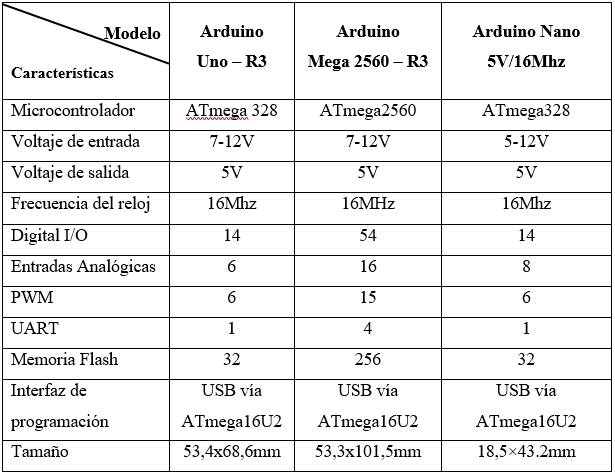 Modelo Arduino Arduino Arduino Nano
Uno – R3 Mega 2560 – R3 5V/16Mhz
Características
Microcontrolador ATmega 328 ATmega2560 ATmega328
Voltaje de entrada 7-12V 7-12V 5-12V
Voltaje de salida 5V 5V 5V
Frecuencia del reloj 16Mhz 16MHz 16Mhz
Digital I/O 14 54 14
Entradas Analógicas 6 16 8
PWM 6 15 6
UART 1 4 1
Memoria Flash 32 256 32
Interfaz de USB vía USB vía USB vía
programación ATmega16U2 ATmega16U2 ATmega16U2
Tamaño 53,4x68,6mm 53,3x101,5mm 18,5×43.2mm